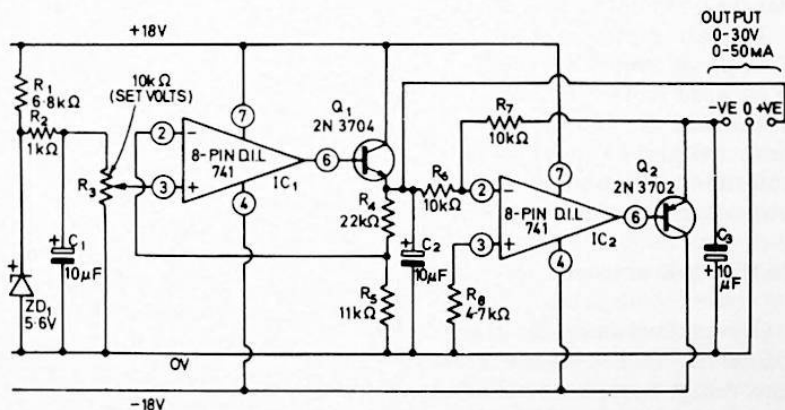 OUTPUT
0-30V
0-50MA
+18V
R1
6·8kΩ
R2
1kΩ
10kΩ
(SET VOLTS)
R3
C1
10µF
ZD1
5·6V
2
3
7
4
6
8-PIN D.I.L
741
IC1
Q1
2N 3704
R4
22kΩ
R5
11kΩ
C2
10µF
R6
10kΩ
R7
10kΩ
R8
4·7kΩ
2
3
7
4
6
8-PIN D.I.L
741
IC2
Q2
2N 3702
-VE 0 +VE
C3
10
µF
0V
-18V